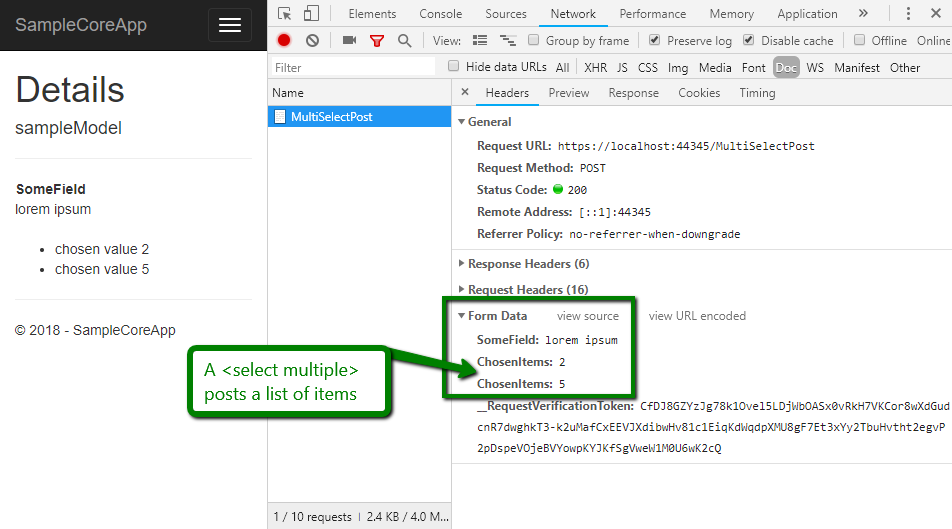 SampleCoreApp
Details
sampleModel
SomeField
lorem ipsum
chosen value 2
chosen value 5
© 2018 - SampleCoreApp
A <select multiple>
posts a list of items
Elements Console Sources Network Performance Memory Application »
View: Group by frame Preserve log Disable cache Offline Online
Filter Hide data URLs All XHR JS CSS Img Media Font Doc WS Manifest Other
Name
MultiSelectPost
1 / 10 requests | 2.4 KB / 4.0 M...
× Headers Preview Response Cookies Timing
General
Request URL: https://localhost:44345/MultiSelectPost
Request Method: POST
Status Code: 200
Remote Address: [::1]:44345
Referrer Policy: no-referrer-when-downgrade
Response Headers (6)
Request Headers (16)
Form Data view source view URL encoded
SomeField: lorem ipsum
ChosenItems: 2
ChosenItems: 5
__RequestVerificationToken: CfDJ8GZYzJg78k1Ovel5LDjWbOASx0vRkH7VKCor8wXdGud
cnR7dwghkT3-k2uMafCxEEVJXdibwHv81c1EiqKdWqdpXMU8gF7Et3xYy2TbuHvtht2egvP
2pDspeVOjeBVYowpKYJKfSgVweW1M0U6wK2cQ